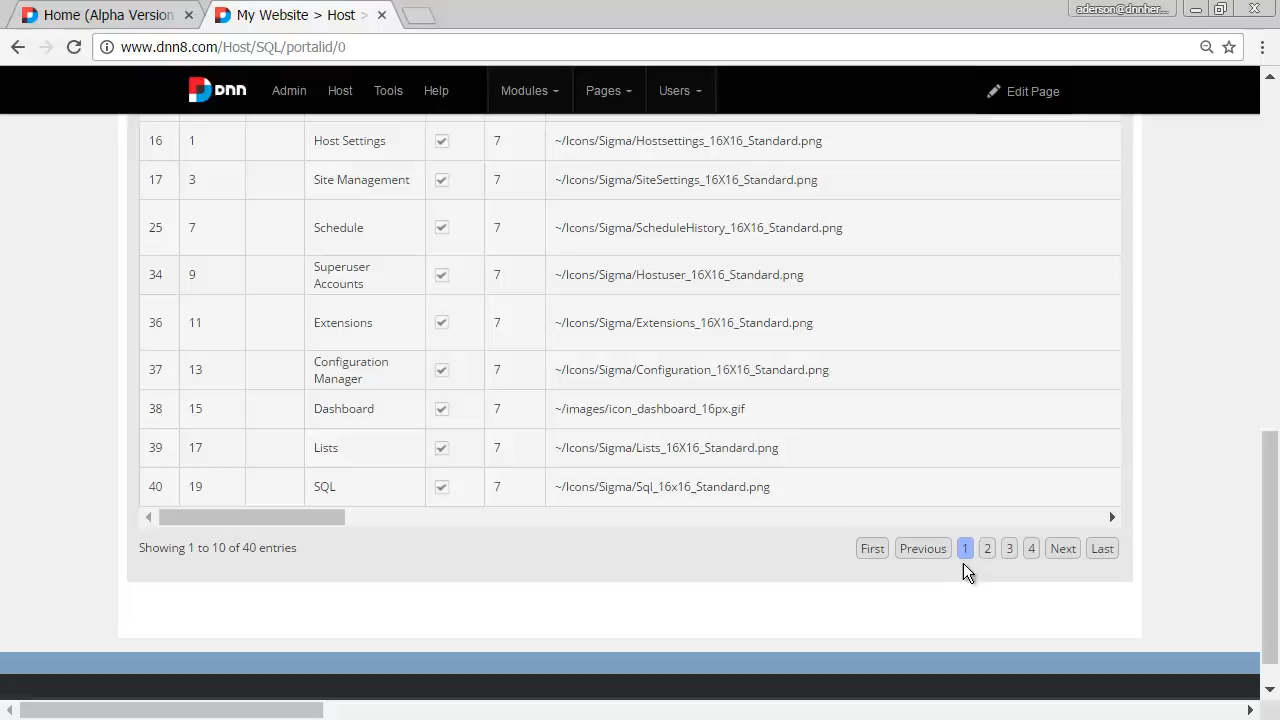 Home (Alpha Version
My Website > Host >
aderson@dnnher...
www.dnn8.com/Host/SQL/portalid/0
DNN Admin Host Tools Help Modules Pages Users Edit Page
16 1 Host Settings 7 ~/Icons/Sigma/Hostsettings_16X16_Standard.png
17 3 Site Management 7 ~/Icons/Sigma/SiteSettings_16X16_Standard.png
25 7 Schedule 7 ~/Icons/Sigma/ScheduleHistory_16X16_Standard.png
34 9 Superuser
Accounts 7 ~/Icons/Sigma/Hostuser_16X16_Standard.png
36 11 Extensions 7 ~/Icons/Sigma/Extensions_16X16_Standard.png
37 13 Configuration
Manager 7 ~/Icons/Sigma/Configuration_16X16_Standard.png
38 15 Dashboard 7 ~/images/icon_dashboard_16px.gif
39 17 Lists 7 ~/Icons/Sigma/Lists_16X16_Standard.png
40 19 SQL 7 ~/Icons/Sigma/Sql_16x16_Standard.png
Showing 1 to 10 of 40 entries First Previous 1 2 3 4 Next Last